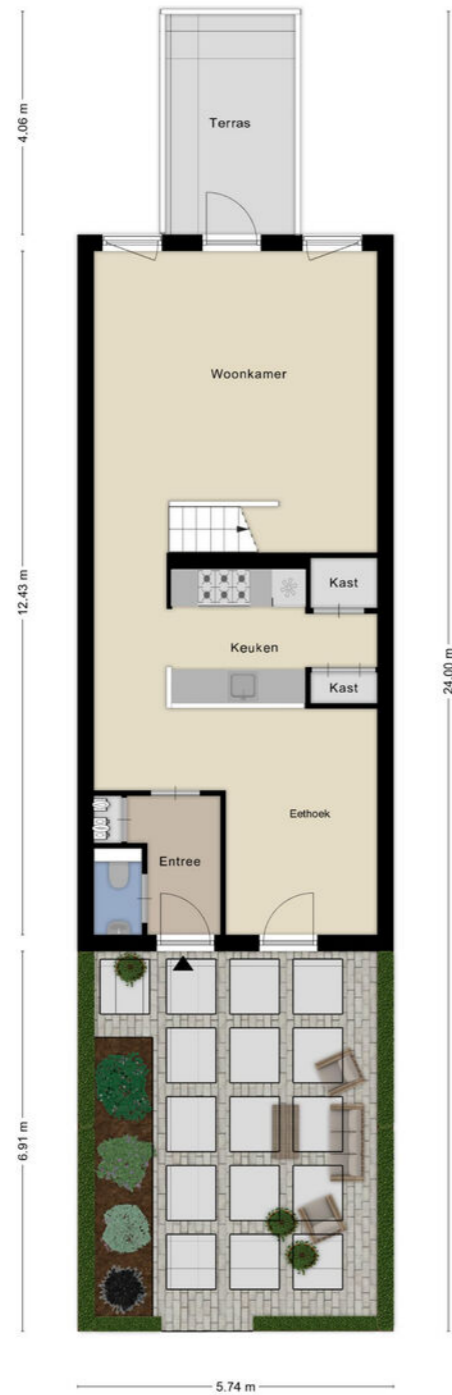 4.06 m
Terras
Woonkamer
12.43 m
Kast
Keuken
24.00 m
Kast
Eethoek
Entree
6.91 m
5.74 m